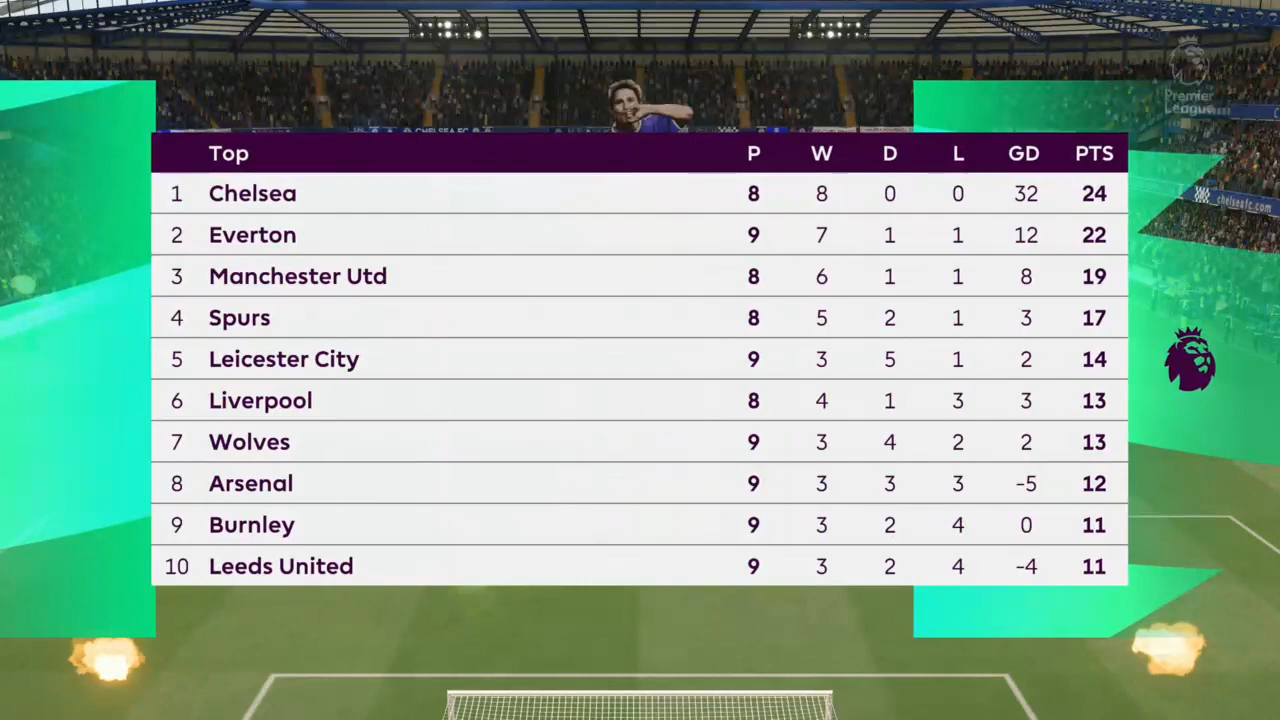 Premier
League
CHELSEA FC
chelseafc.com
Top P W D L GD PTS
1 Chelsea 8 8 0 0 32 24
2 Everton 9 7 1 1 12 22
3 Manchester Utd 8 6 1 1 8 19
4 Spurs 8 5 2 1 3 17
5 Leicester City 9 3 5 1 2 14
6 Liverpool 8 4 1 3 3 13
7 Wolves 9 3 4 2 2 13
8 Arsenal 9 3 3 3 -5 12
9 Burnley 9 3 2 4 0 11
10 Leeds United 9 3 2 4 -4 11